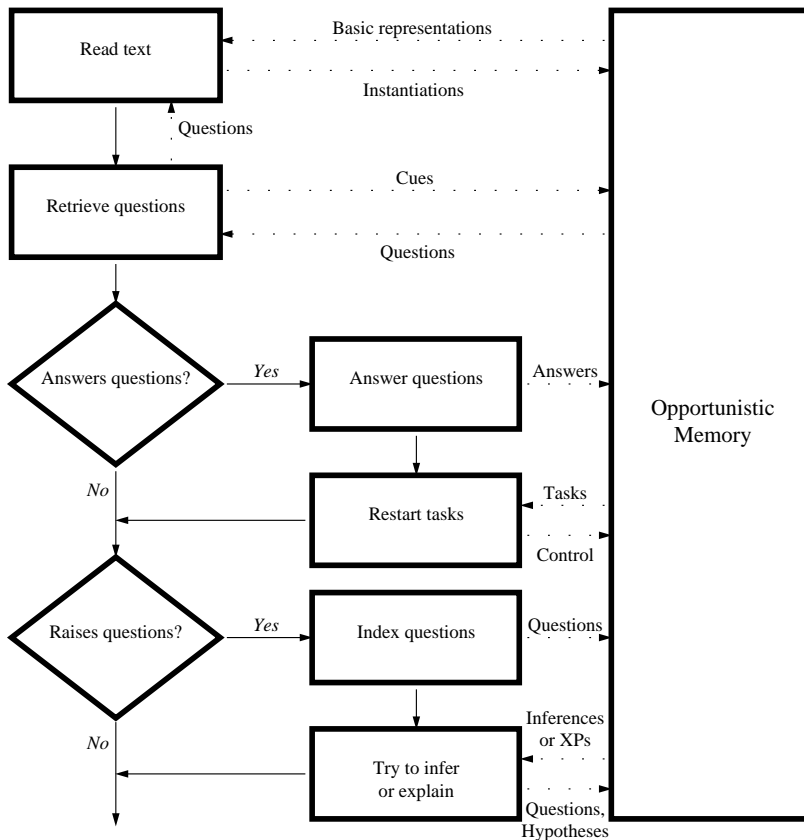 Basic representations
Read text
Instantiations
Questions
Cues
Retrieve questions
Questions
Answers questions?
Yes
Answer questions
Answers
Opportunistic
Memory
No
Tasks
Restart tasks
Control
Raises questions?
Yes
Index questions
Questions
No
Inferences
or XPs
Try to infer
or explain
Questions,
Hypotheses